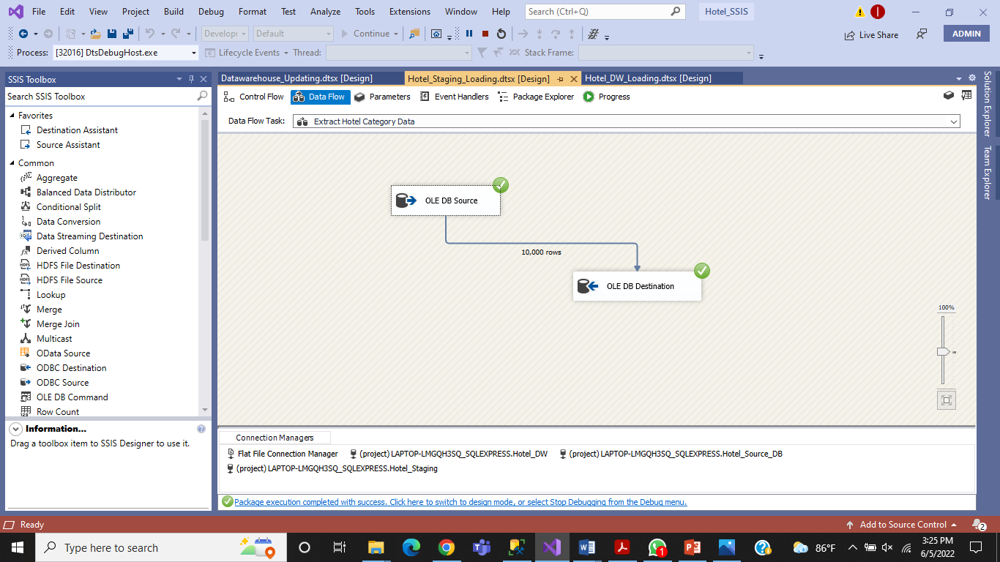 File Edit View Project Build Debug Format Test Analyze Tools Extensions Window Help Search (Ctrl+Q) Hotel_SSIS
Develop Default Continue Live Share ADMIN
Process: [32016] DtsDebugHost.exe Lifecycle Events Thread: Stack Frame:
SSIS Toolbox
Search SSIS Toolbox
Favorites
Destination Assistant
Source Assistant
Common
Aggregate
Balanced Data Distributor
Conditional Split
Data Conversion
Data Streaming Destination
Derived Column
HDFS File Destination
HDFS File Source
Lookup
Merge
Merge Join
Multicast
OData Source
ODBC Destination
ODBC Source
OLE DB Command
Row Count
Information...
Drag a toolbox item to SSIS Designer to use it.
Datawarehouse_Updating.dtsx [Design] Hotel_Staging_Loading.dtsx [Design] Hotel_DW_Loading.dtsx [Design]
Control Flow Data Flow Parameters Event Handlers Package Explorer Progress
Data Flow Task: Extract Hotel Category Data
OLE DB Source
10,000 rows
OLE DB Destination
100%
Connection Managers
Flat File Connection Manager (project) LAPTOP-LMGQH3SQ_SQLEXPRESS.Hotel_DW (project) LAPTOP-LMGQH3SQ_SQLEXPRESS.Hotel_Source_DB
(project) LAPTOP-LMGQH3SQ_SQLEXPRESS.Hotel_Staging
Package execution completed with success. Click here to switch to design mode, or select Stop Debugging from the Debug menu.
Solution Explorer
Team Explorer
Ready Add to Source Control 2
Type here to search 1 86°F 3:25 PM
6/5/2022